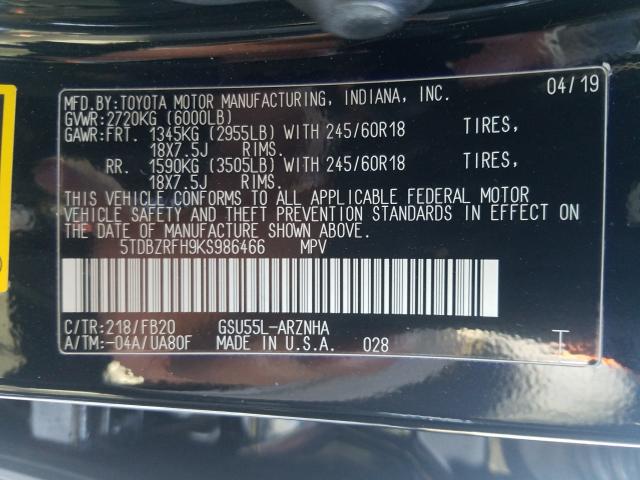 MFD.BY:TOYOTA MOTOR MANUFACTURING, INDIANA, INC. 04/19
GVWR:2720KG (6000LB)
GAWR:FRT. 1345KG (2955LB) WITH 245/60R18 TIRES,
18X7.5J RIMS.
RR. 1590KG (3505LB) WITH 245/60R18 TIRES,
18X7.5J RIMS.
THIS VEHICLE CONFORMS TO ALL APPLICABLE FEDERAL MOTOR
VEHICLE SAFETY AND THEFT PREVENTION STANDARDS IN EFFECT ON
THE DATE OF MANUFACTURE SHOWN ABOVE.
5TDBZRFH9KS986466 MPV
C/TR:218/FB20 GSU55L-ARZNHA
A/TM:-04A/UA80F MADE IN U.S.A. 028 T